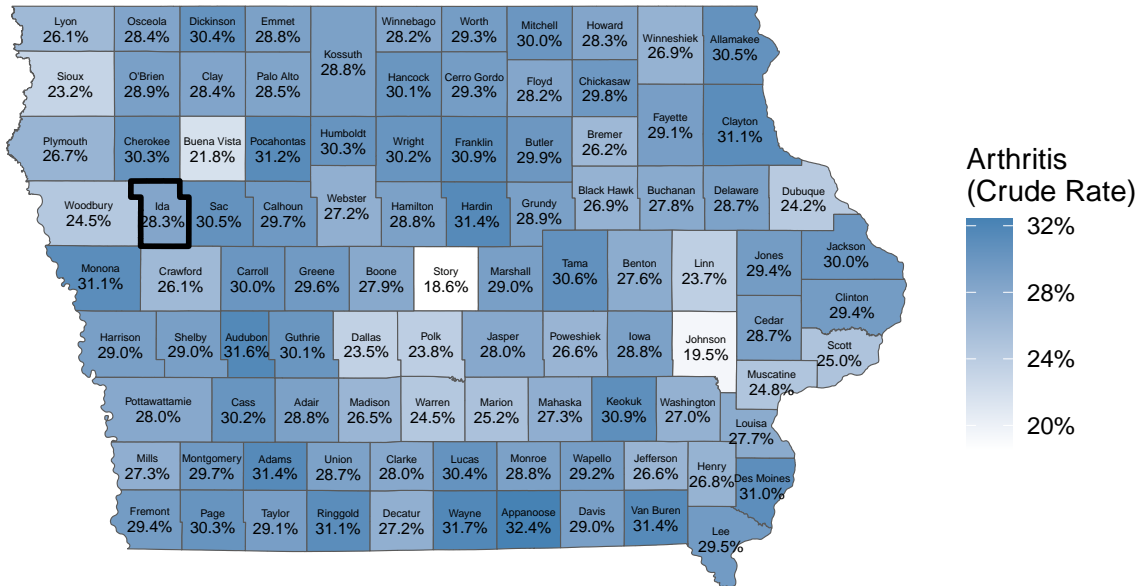 Lyon
26.1%
Osceola
28.4%
Dickinson
30.4%
Emmet
28.8%
Kossuth
28.8%
Winnebago
28.2%
Worth
29.3%
Mitchell
30.0%
Howard
28.3%
Winneshiek
26.9%
Allamakee
30.5%
Sioux
23.2%
O'Brien
28.9%
Clay
28.4%
Palo Alto
28.5%
Hancock
30.1%
Cerro Gordo
29.3%
Floyd
28.2%
Chickasaw
29.8%
Plymouth
26.7%
Cherokee
30.3%
Buena Vista
21.8%
Pocahontas
31.2%
Humboldt
30.3%
Wright
30.2%
Franklin
30.9%
Butler
29.9%
Bremer
26.2%
Fayette
29.1%
Clayton
31.1%
Woodbury
24.5%
Ida
28.3%
Sac
30.5%
Calhoun
29.7%
Webster
27.2%
Hamilton
28.8%
Hardin
31.4%
Grundy
28.9%
Black Hawk
26.9%
Buchanan
27.8%
Delaware
28.7%
Dubuque
24.2%
Monona
31.1%
Crawford
26.1%
Carroll
30.0%
Greene
29.6%
Boone
27.9%
Story
18.6%
Marshall
29.0%
Tama
30.6%
Benton
27.6%
Linn
23.7%
Jones
29.4%
Jackson
30.0%
Clinton
29.4%
Harrison
29.0%
Shelby
29.0%
Audubon
31.6%
Guthrie
30.1%
Dallas
23.5%
Polk
23.8%
Jasper
28.0%
Poweshiek
26.6%
Iowa
28.8%
Johnson
19.5%
Cedar
28.7%
Scott
25.0%
Muscatine
24.8%
Pottawattamie
28.0%
Cass
30.2%
Adair
28.8%
Madison
26.5%
Warren
24.5%
Marion
25.2%
Mahaska
27.3%
Keokuk
30.9%
Washington
27.0%
Louisa
27.7%
Mills
27.3%
Montgomery
29.7%
Adams
31.4%
Union
28.7%
Clarke
28.0%
Lucas
30.4%
Monroe
28.8%
Wapello
29.2%
Jefferson
26.6%
Henry
26.8%
Des Moines
31.0%
Fremont
29.4%
Page
30.3%
Taylor
29.1%
Ringgold
31.1%
Decatur
27.2%
Wayne
31.7%
Appanoose
32.4%
Davis
29.0%
Van Buren
31.4%
Lee
29.5%
Arthritis
(Crude Rate)
32%
28%
24%
20%